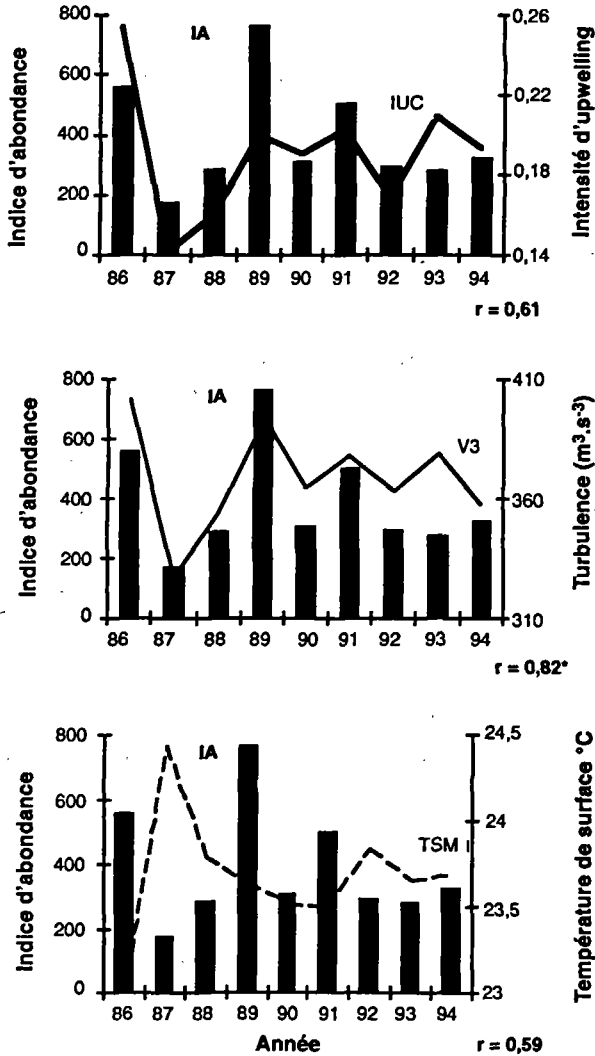 Indice d'abondance
800
600
400
200
0
IA
IUC
0,26
0,22
0,18
0,14
Intensité d'upwelling
86 87 88 89 90 91 92 93 94
r = 0,61
Indice d'abondance
800
600
400
200
0
IA
V3
410
360
310
Turbulence (m³.s⁻³)
86 87 88 89 90 91 92 93 94
r = 0,82*
Indice d'abondance
800
600
400
200
0
IA
TSM
24,5
24
23,5
23
Température de surface °C
86 87 88 89 90 91 92 93 94
Année
r = 0,59